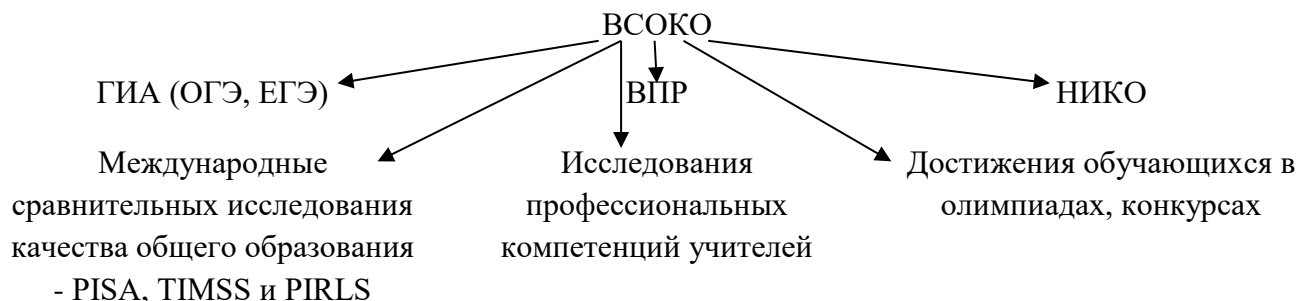 ВСОКО
ГИА (ОГЭ, ЕГЭ)
ВПР
НИКО
Международные
сравнительных исследования
качества общего образования
- PISA, TIMSS и PIRLS
Исследования
профессиональных
компетенций учителей
Достижения обучающихся в
олимпиадах, конкурсах